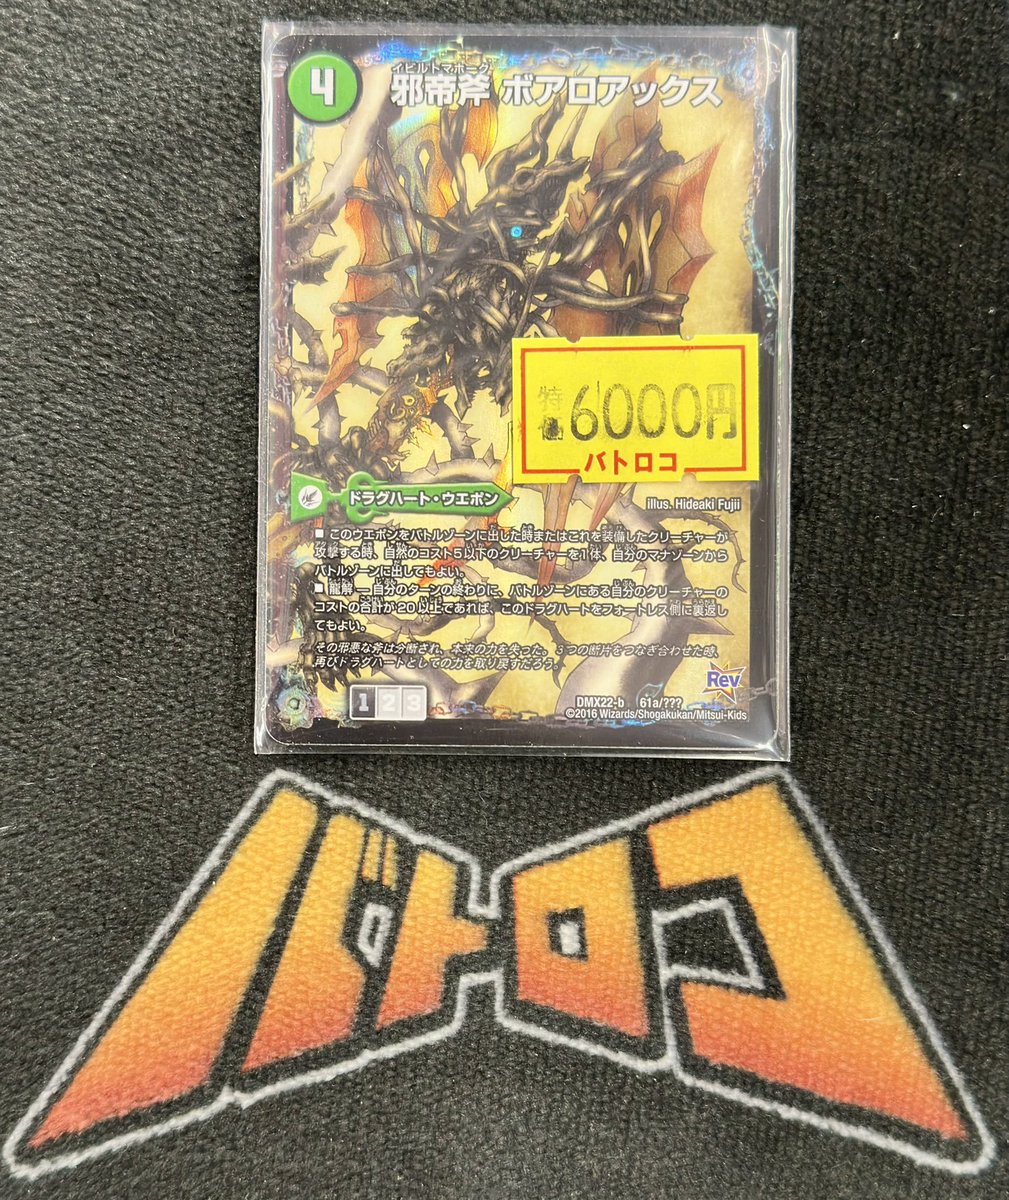 4
イビルトマホーク
邪帝斧 ボアロアックス
特価
6000円
バトロコ
ドラグハート・ウエポン
illus. Hideaki Fujii
■ このウエポンをバトルゾーンに出した時またはこれを装備したクリーチャーが
攻撃する時、自然のコスト5以下のクリーチャーを1体、自分のマナゾーンから
バトルゾーンに出してもよい。
■ 龍解 ― 自分のターンの終わりに、バトルゾーンにある自分のクリーチャーの
コストの合計が20以上であれば、このドラグハートをフォートレス側に裏返し
てもよい。
その邪悪な斧は分断され、本来の力を失った。3つの断片をつなぎ合わせた時、
再びドラグハートとしての力を取り戻すだろう。
Rev
1 2 3
DMX22-b 61a/???
©2016 Wizards/Shogakukan/Mitsui-Kids
バトロコ